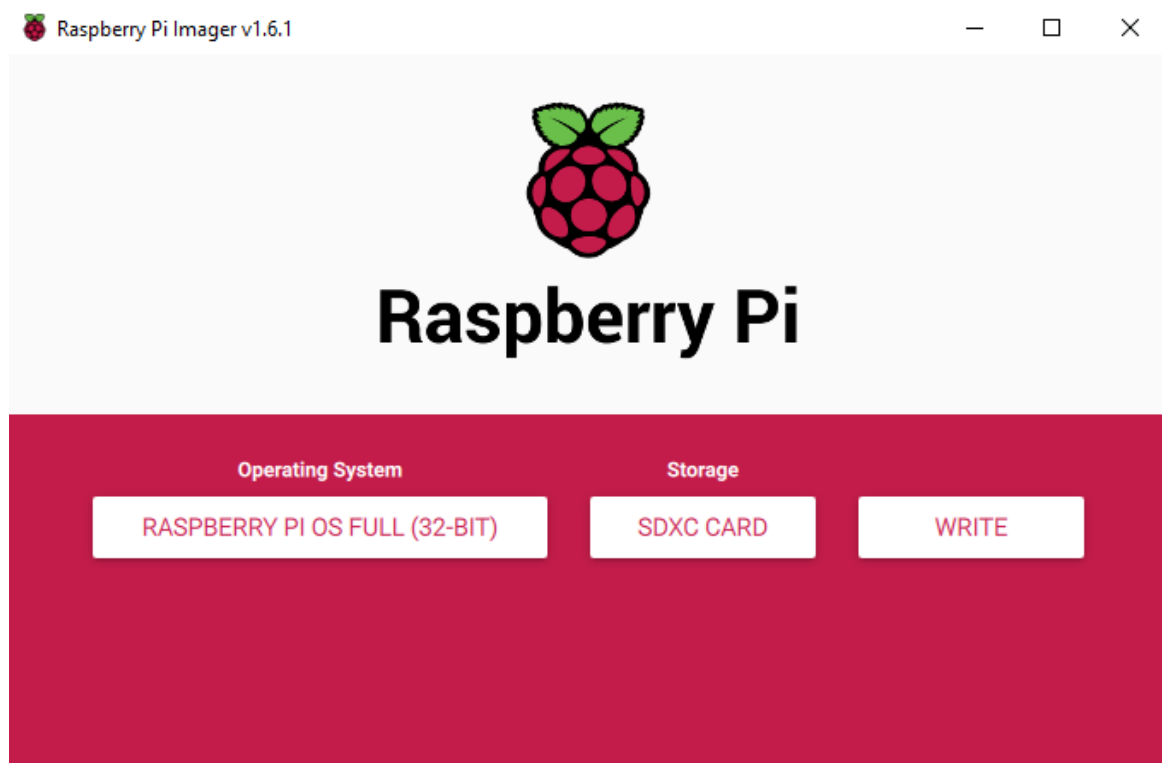 Raspberry Pi Imager v1.6.1
Raspberry Pi
Operating System
Storage
RASPBERRY PI OS FULL (32-BIT)
SDXC CARD
WRITE